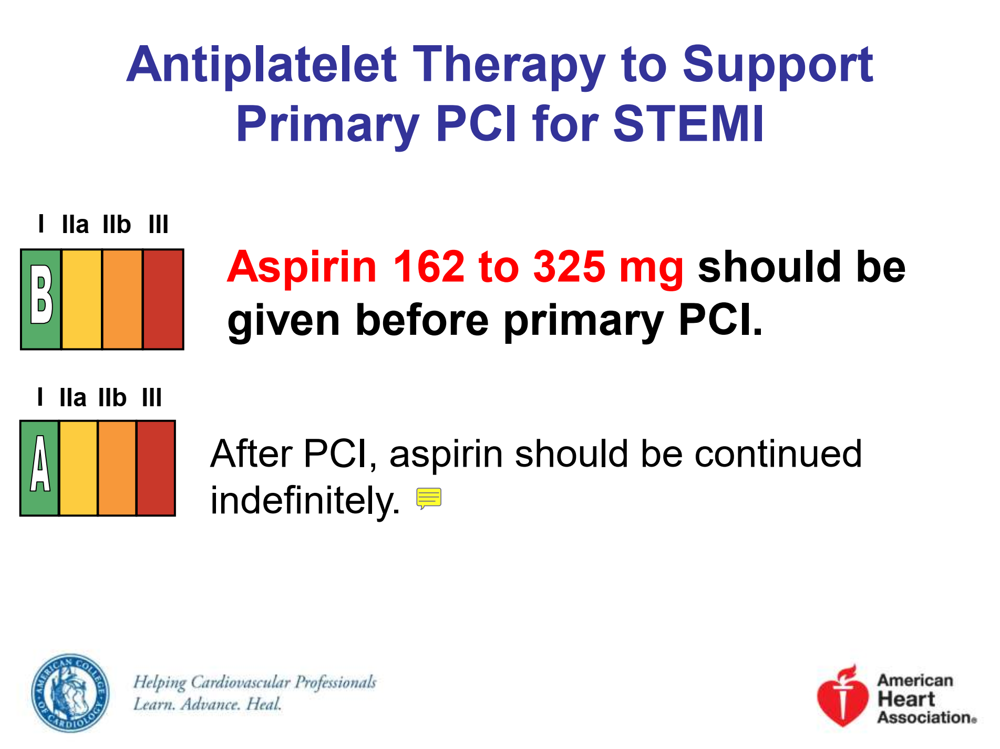 Antiplatelet Therapy to Support
Primary PCI for STEMI
I IIa IIb III
B
Aspirin 162 to 325 mg should be
given before primary PCI.
I IIa IIb III
A
After PCI, aspirin should be continued
indefinitely.
AMERICAN COLLEGE OF CARDIOLOGY
Helping Cardiovascular Professionals
Learn. Advance. Heal.
American
Heart
Association®